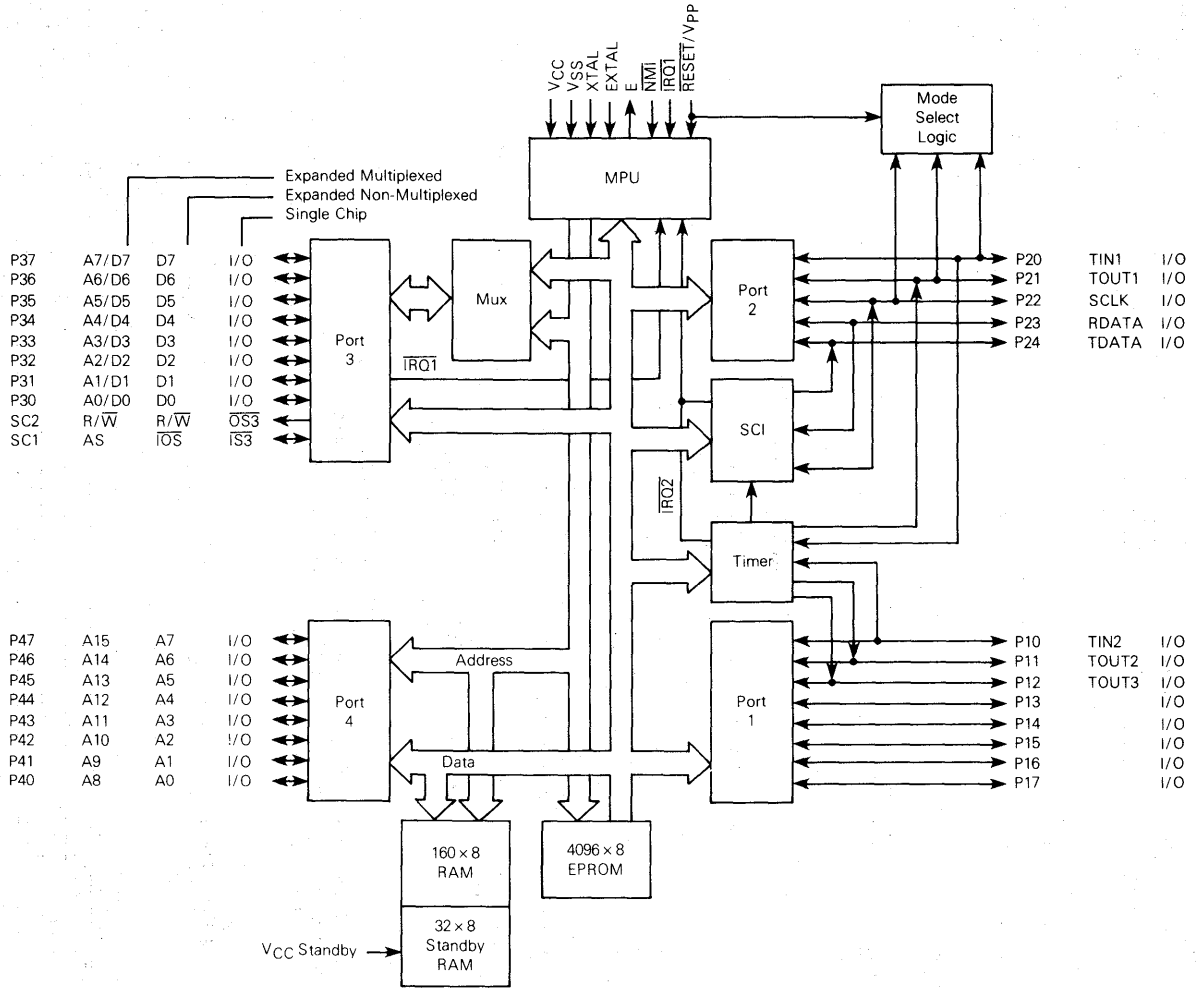 VCC
VSS
XTAL
EXTAL
E
NMI
IRQ1
RESET/VPP
Mode
Select
Logic
MPU
Expanded Multiplexed
Expanded Non-Multiplexed
Single Chip
P37 A7/D7 D7 I/O
P36 A6/D6 D6 I/O
P35 A5/D5 D5 I/O
P34 A4/D4 D4 I/O
P33 A3/D3 D3 I/O
P32 A2/D2 D2 I/O
P31 A1/D1 D1 I/O
P30 A0/D0 D0 I/O
SC2 R/W R/W OS3
SC1 AS IOS IS3
Port
3
Mux
IRQ1
Port
2
P20 TIN1 I/O
P21 TOUT1 I/O
P22 SCLK I/O
P23 RDATA I/O
P24 TDATA I/O
SCI
IRQ2
Timer
P47 A15 A7 I/O
P46 A14 A6 I/O
P45 A13 A5 I/O
P44 A12 A4 I/O
P43 A11 A3 I/O
P42 A10 A2 I/O
P41 A9 A1 I/O
P40 A8 A0 I/O
Port
4
Address
Data
Port
1
P10 TIN2 I/O
P11 TOUT2 I/O
P12 TOUT3 I/O
P13 I/O
P14 I/O
P15 I/O
P16 I/O
P17 I/O
160 × 8
RAM
4096 × 8
EPROM
32 × 8
Standby
RAM
VCC Standby